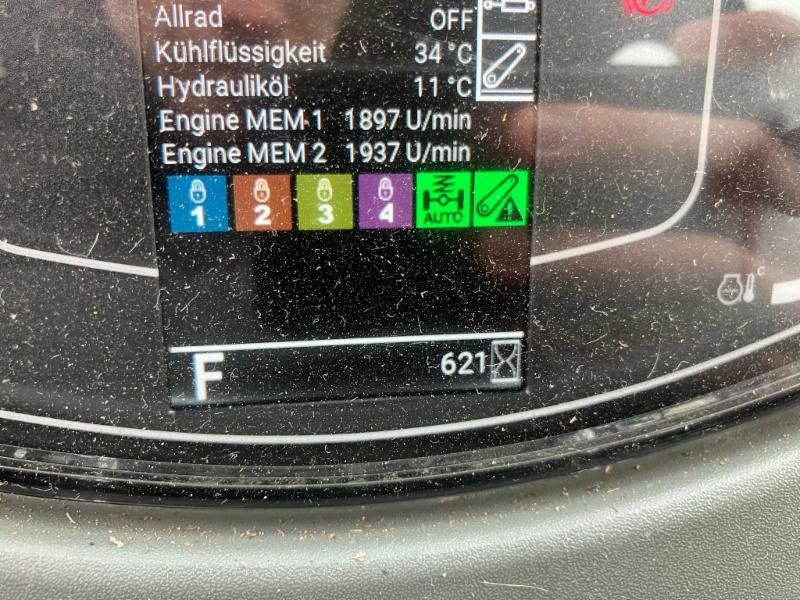 Allrad OFF
Kühlflüssigkeit 34 °C
Hydrauliköl 11 °C
Engine MEM 1 1897 U/min
Engine MEM 2 1937 U/min
1 2 3 4 AUTO
C
F 621